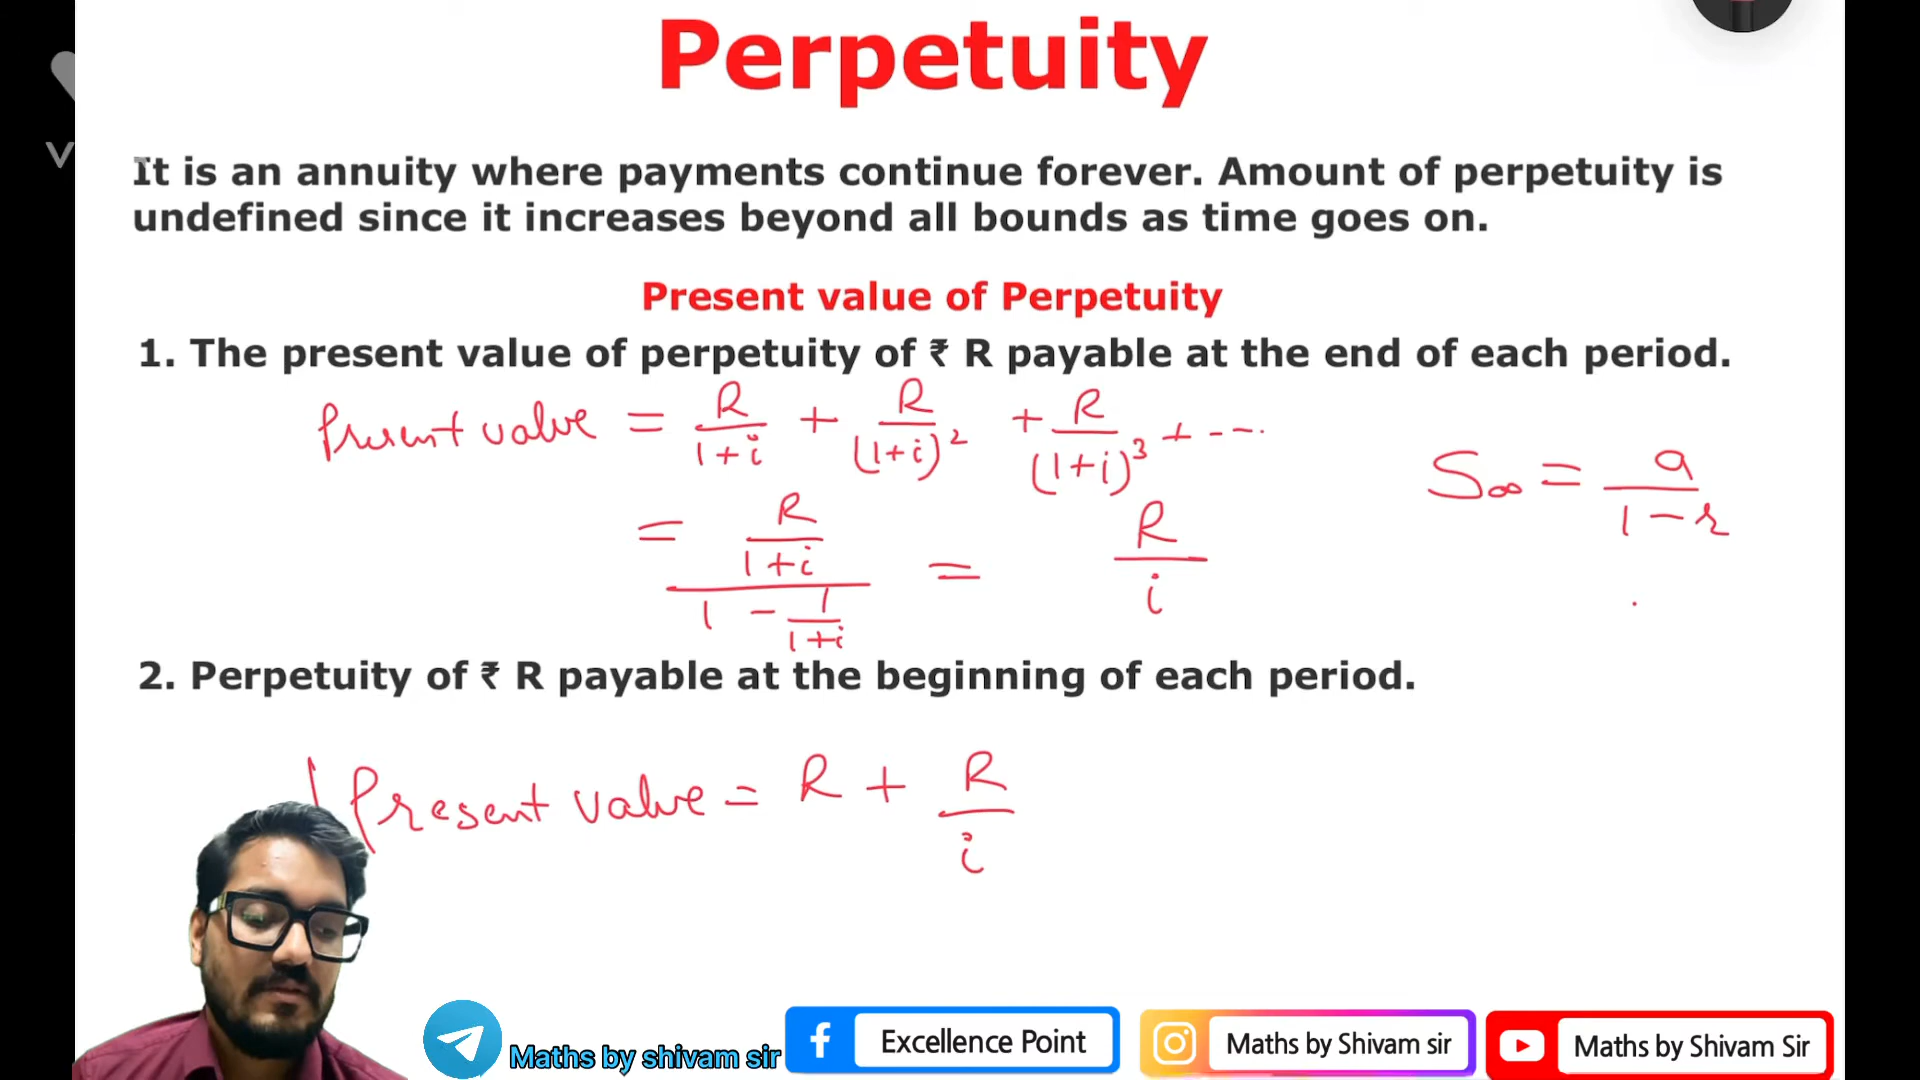 Perpetuity
It is an annuity where payments continue forever. Amount of perpetuity is
undefined since it increases beyond all bounds as time goes on.
Present value of Perpetuity
1. The present value of perpetuity of ₹ R payable at the end of each period.
Present value = R/(1+i) + R/(1+i)² + R/(1+i)³ + ----
= (R/(1+i))/(1 - 1/(1+i)) = R/i
S∞ = a/(1-r)
2. Perpetuity of ₹ R payable at the beginning of each period.
Present value = R + R/i
Maths by shivam sir
Excellence Point
Maths by Shivam sir
Maths by Shivam Sir